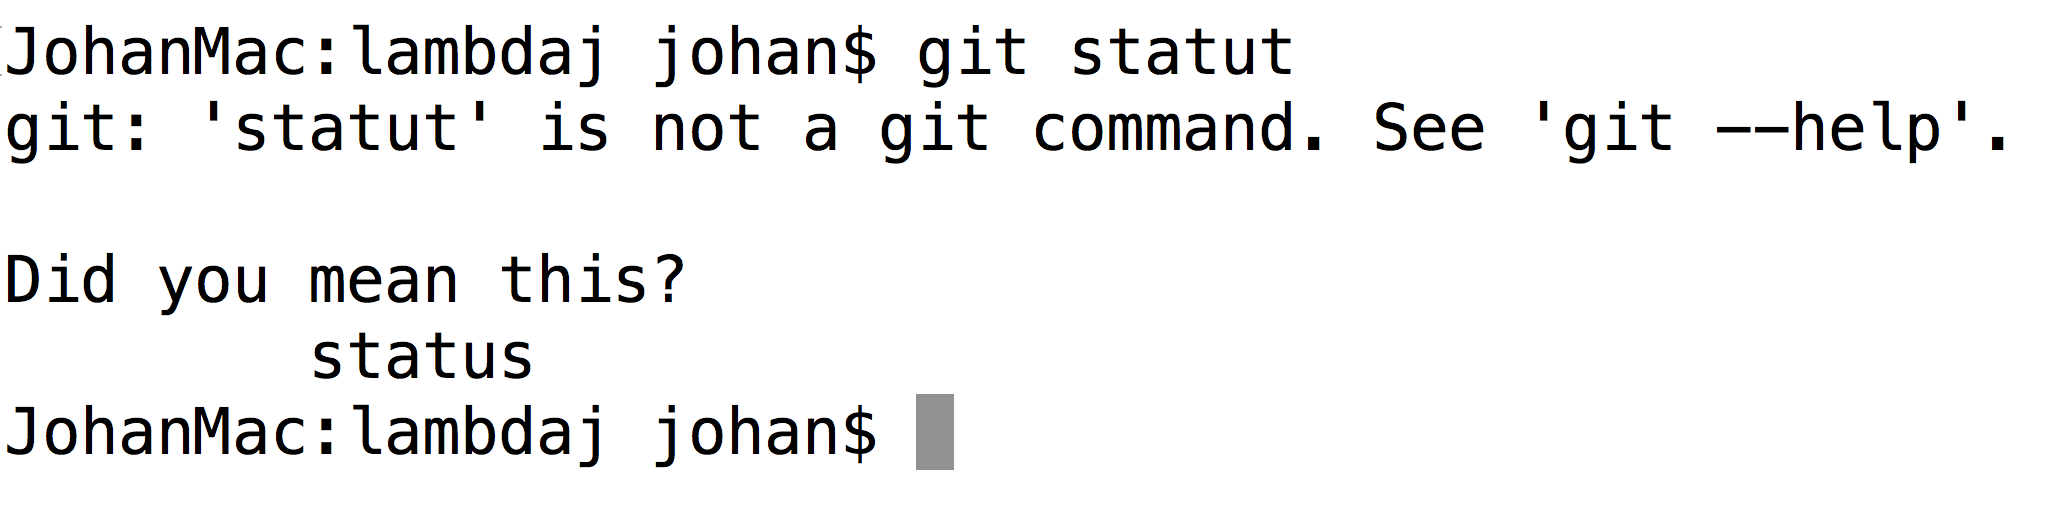 JohanMac:lambdaj johan$ git statut
git: 'statut' is not a git command. See 'git --help'.
Did you mean this?
status
JohanMac:lambdaj johan$